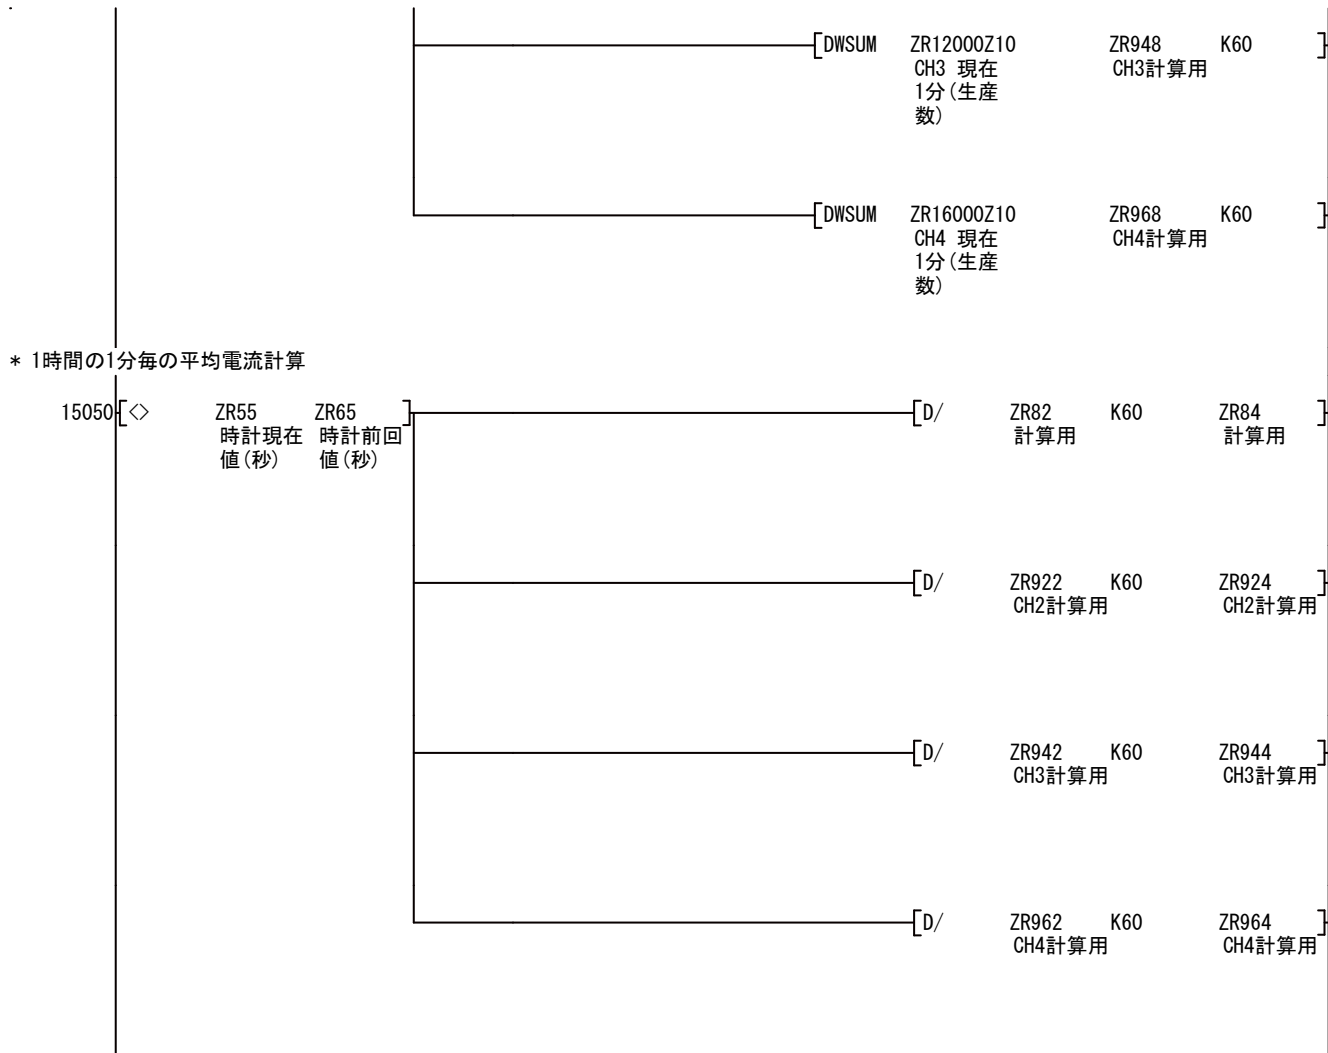 [DWSUM ZR12000Z10 ZR948 K60 ]
CH3 現在 CH3計算用
1分(生産
数)
[DWSUM ZR16000Z10 ZR968 K60 ]
CH4 現在 CH4計算用
1分(生産
数)
* 1時間の1分毎の平均電流計算
15050 [<> ZR55 ZR65 ] [D/ ZR82 K60 ZR84 ]
時計現在 時計前回 計算用 計算用
値(秒) 値(秒)
[D/ ZR922 K60 ZR924 ]
CH2計算用 CH2計算用
[D/ ZR942 K60 ZR944 ]
CH3計算用 CH3計算用
[D/ ZR962 K60 ZR964 ]
CH4計算用 CH4計算用